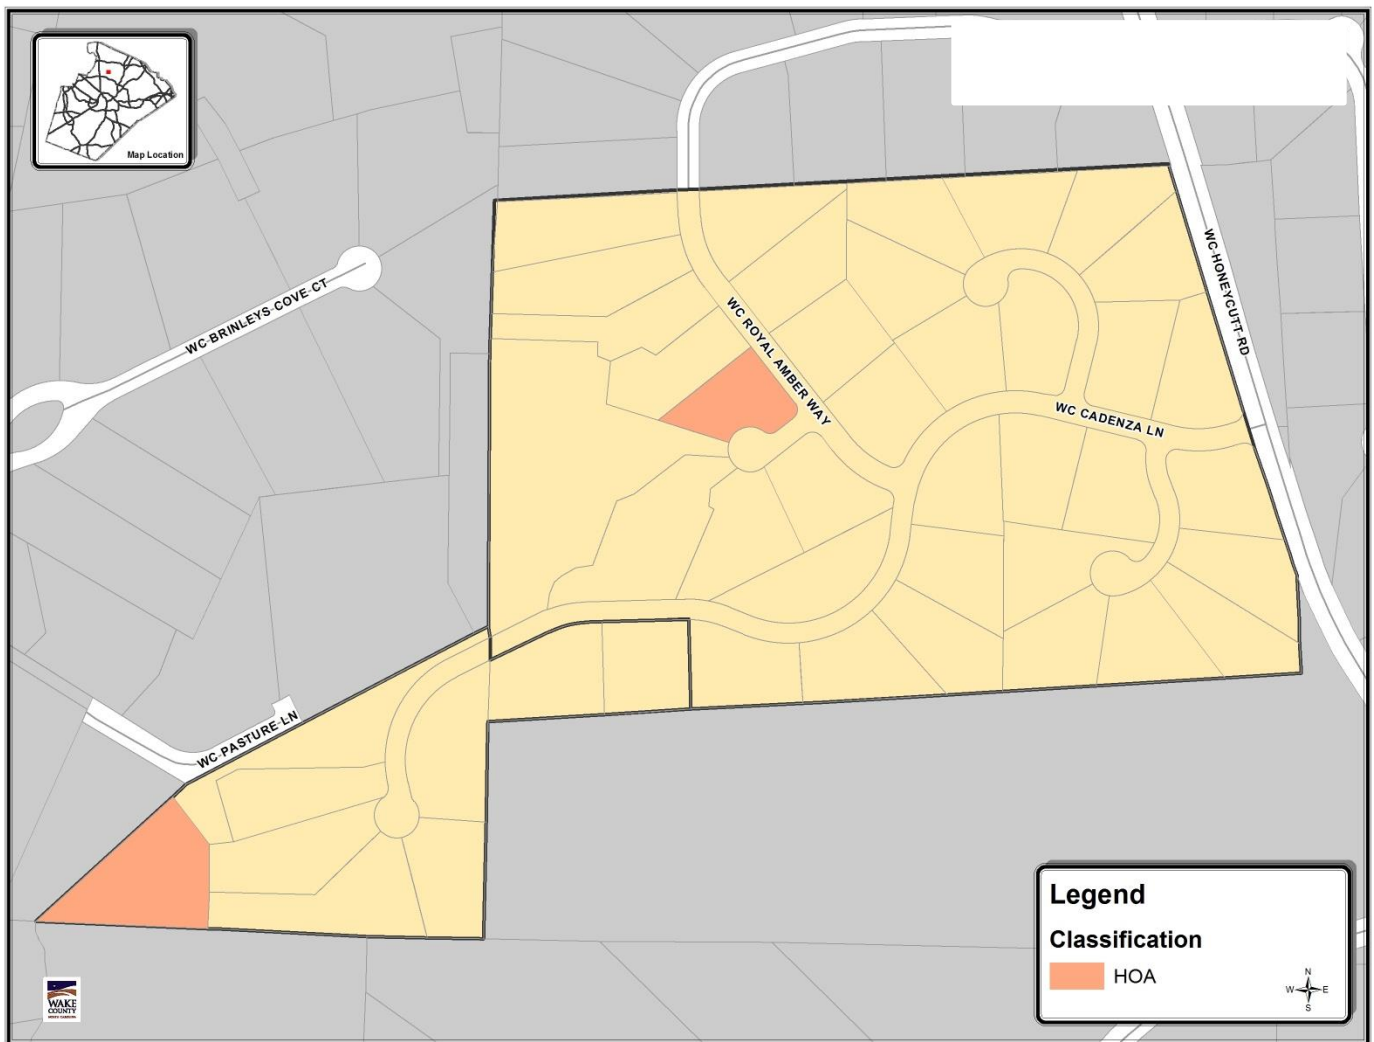 Map Location
WC-BRINLEYS-COVE-CT
WC-HONEYCUTT-RD
WC ROYAL AMBER WAY
WC CADENZA LN
WC-PASTURE-LN
Legend
Classification
HOA
N
W E
S
WAKE
COUNTY